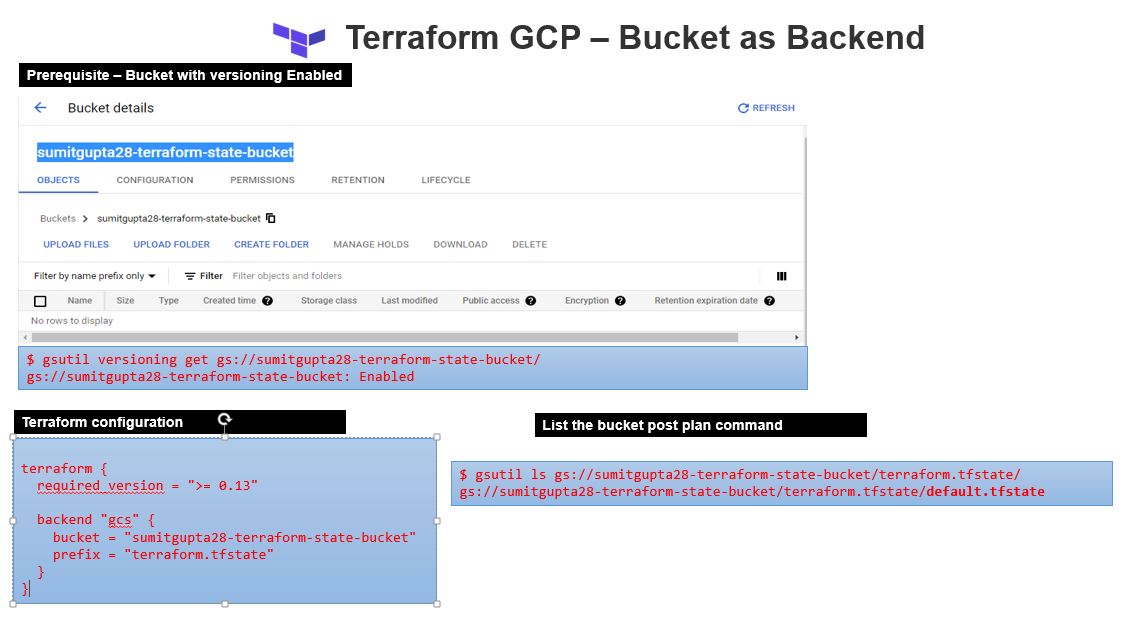 Terraform GCP – Bucket as Backend
Prerequisite – Bucket with versioning Enabled
Bucket details
REFRESH
sumitgupta28-terraform-state-bucket
OBJECTS CONFIGURATION PERMISSIONS RETENTION LIFECYCLE
Buckets > sumitgupta28-terraform-state-bucket
UPLOAD FILES UPLOAD FOLDER CREATE FOLDER MANAGE HOLDS DOWNLOAD DELETE
Filter by name prefix only Filter Filter objects and folders
Name Size Type Created time Storage class Last modified Public access Encryption Retention expiration date
No rows to display
$ gsutil versioning get gs://sumitgupta28-terraform-state-bucket/
gs://sumitgupta28-terraform-state-bucket: Enabled
Terraform configuration
terraform {
  required_version = ">= 0.13"
  backend "gcs" {
    bucket = "sumitgupta28-terraform-state-bucket"
    prefix = "terraform.tfstate"
  }
}
List the bucket post plan command
$ gsutil ls gs://sumitgupta28-terraform-state-bucket/terraform.tfstate/
gs://sumitgupta28-terraform-state-bucket/terraform.tfstate/default.tfstate